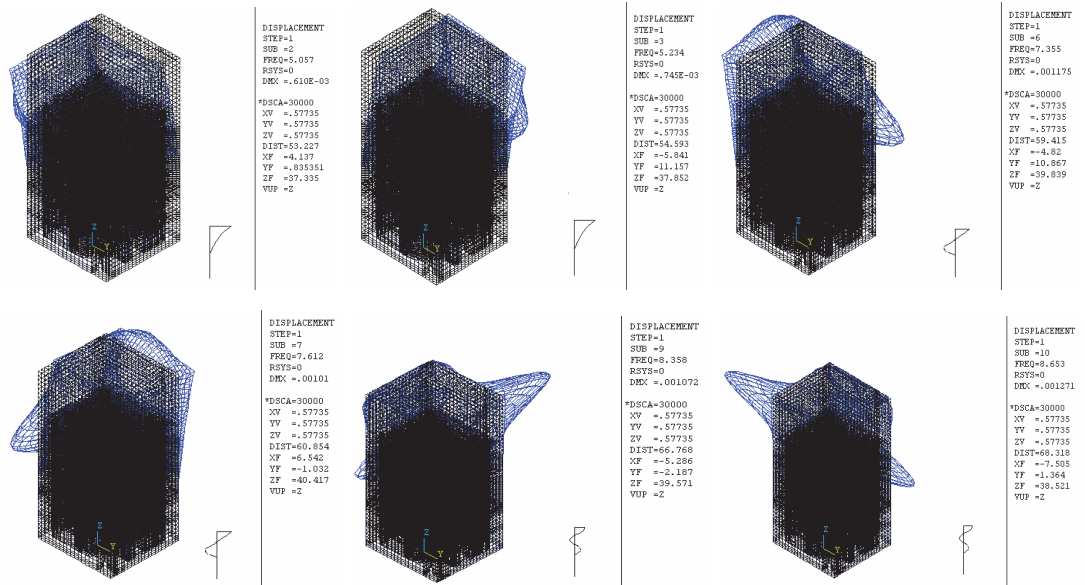 DISPLACEMENT
STEP=1
SUB =2
FREQ=5.057
RSYS=0
DMX =.610E-03
*DSCA=30000
XV =.57735
YV =.57735
ZV =.57735
DIST=53.227
XF =4.137
YF =.835351
ZF =37.335
VUP =Z
Z
Y
DISPLACEMENT
STEP=1
SUB =3
FREQ=5.234
RSYS=0
DMX =.745E-03
*DSCA=30000
XV =.57735
YV =.57735
ZV =.57735
DIST=54.593
XF =-5.841
YF =11.157
ZF =37.852
VUP =Z
Z
Y
DISPLACEMENT
STEP=1
SUB =6
FREQ=7.355
RSYS=0
DMX =.001175
*DSCA=30000
XV =.57735
YV =.57735
ZV =.57735
DIST=59.415
XF =-4.82
YF =10.867
ZF =39.839
VUP =Z
Z
Y
DISPLACEMENT
STEP=1
SUB =7
FREQ=7.612
RSYS=0
DMX =.00101
*DSCA=30000
XV =.57735
YV =.57735
ZV =.57735
DIST=60.854
XF =6.542
YF =-1.032
ZF =40.417
VUP =Z
Z
Y
DISPLACEMENT
STEP=1
SUB =9
FREQ=8.358
RSYS=0
DMX =.001072
*DSCA=30000
XV =.57735
YV =.57735
ZV =.57735
DIST=66.768
XF =-5.286
YF =-2.187
ZF =39.571
VUP =Z
Z
Y
DISPLACEMENT
STEP=1
SUB =10
FREQ=8.653
RSYS=0
DMX =.001271
*DSCA=30000
XV =.57735
YV =.57735
ZV =.57735
DIST=68.318
XF =-7.505
YF =1.364
ZF =38.521
VUP =Z
Z
Y